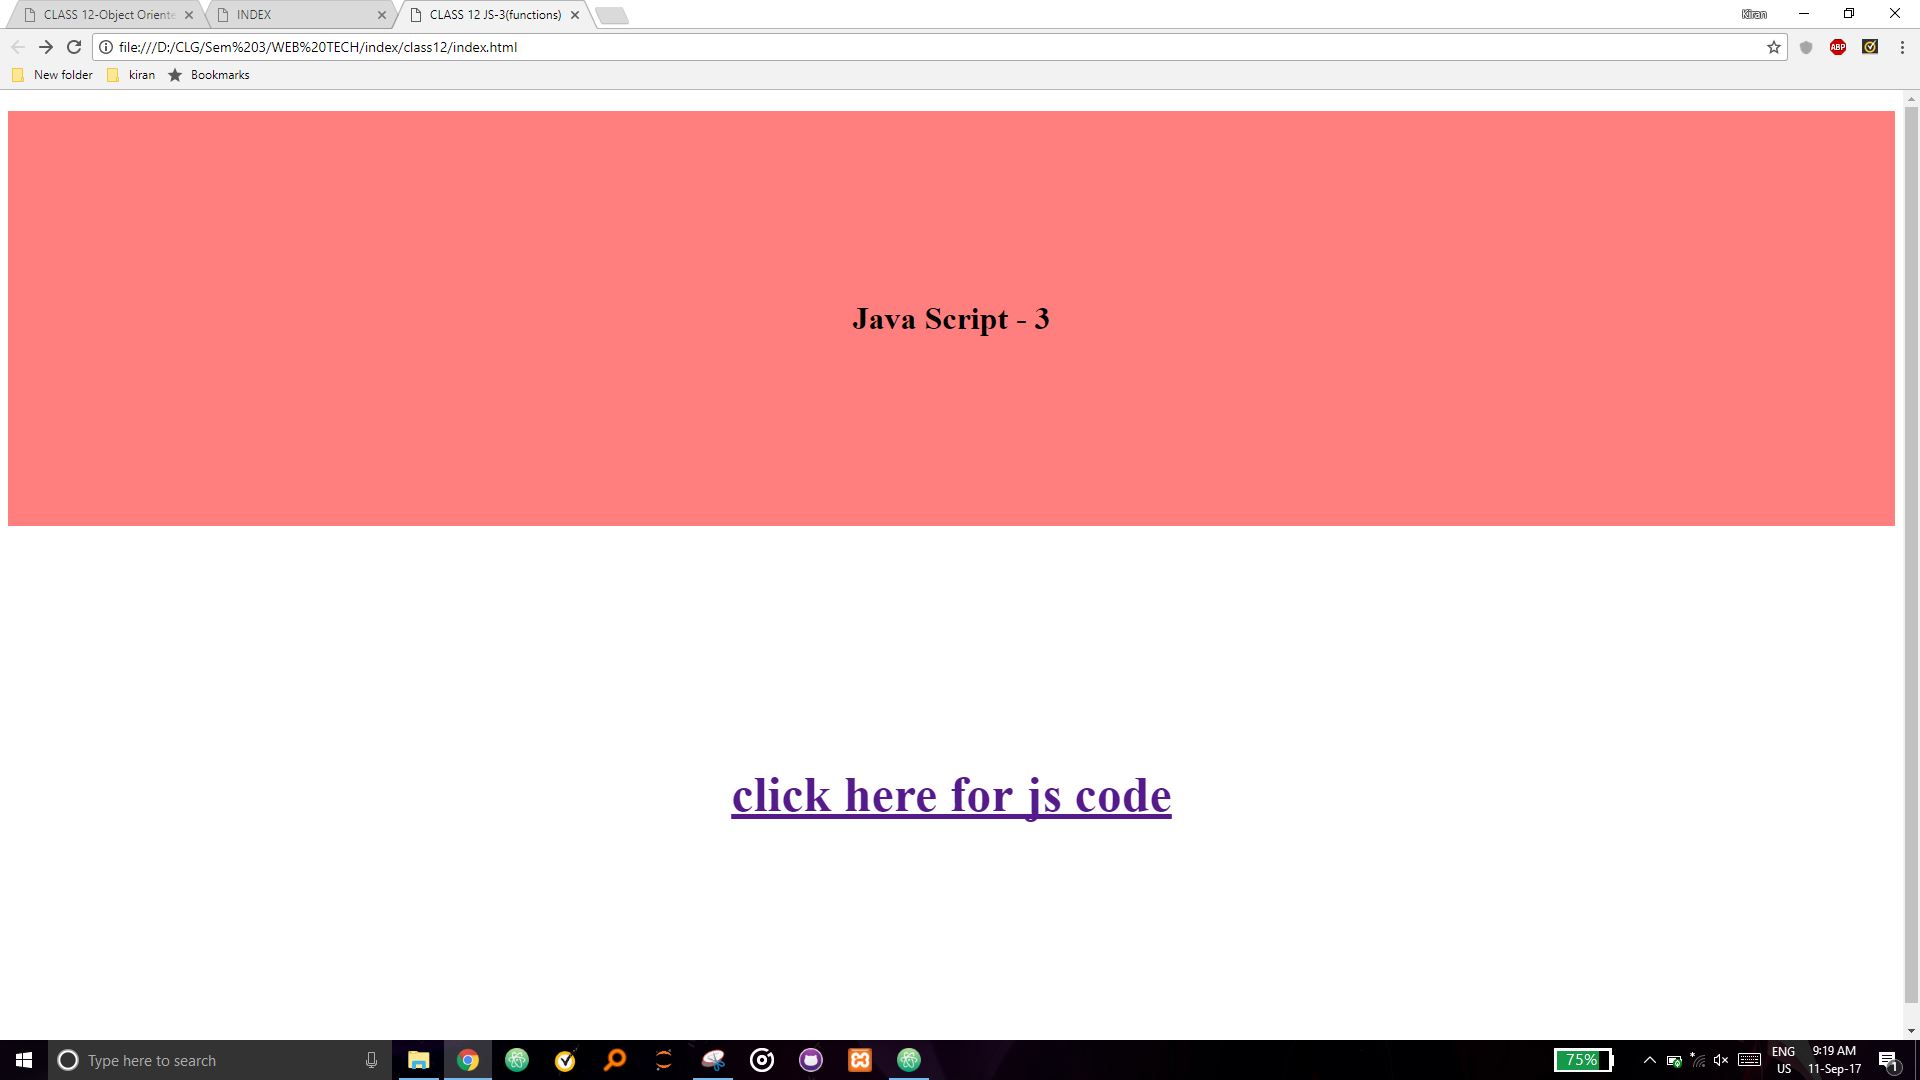 CLASS 12-Object Oriente
INDEX
CLASS 12 JS-3(functions)
Kiran
file:///D:/CLG/Sem%203/WEB%20TECH/index/class12/index.html
ABP
New folder
kiran
Bookmarks
Java Script - 3
click here for js code
Type here to search
75%
ENG
US
9:19 AM
11-Sep-17
1